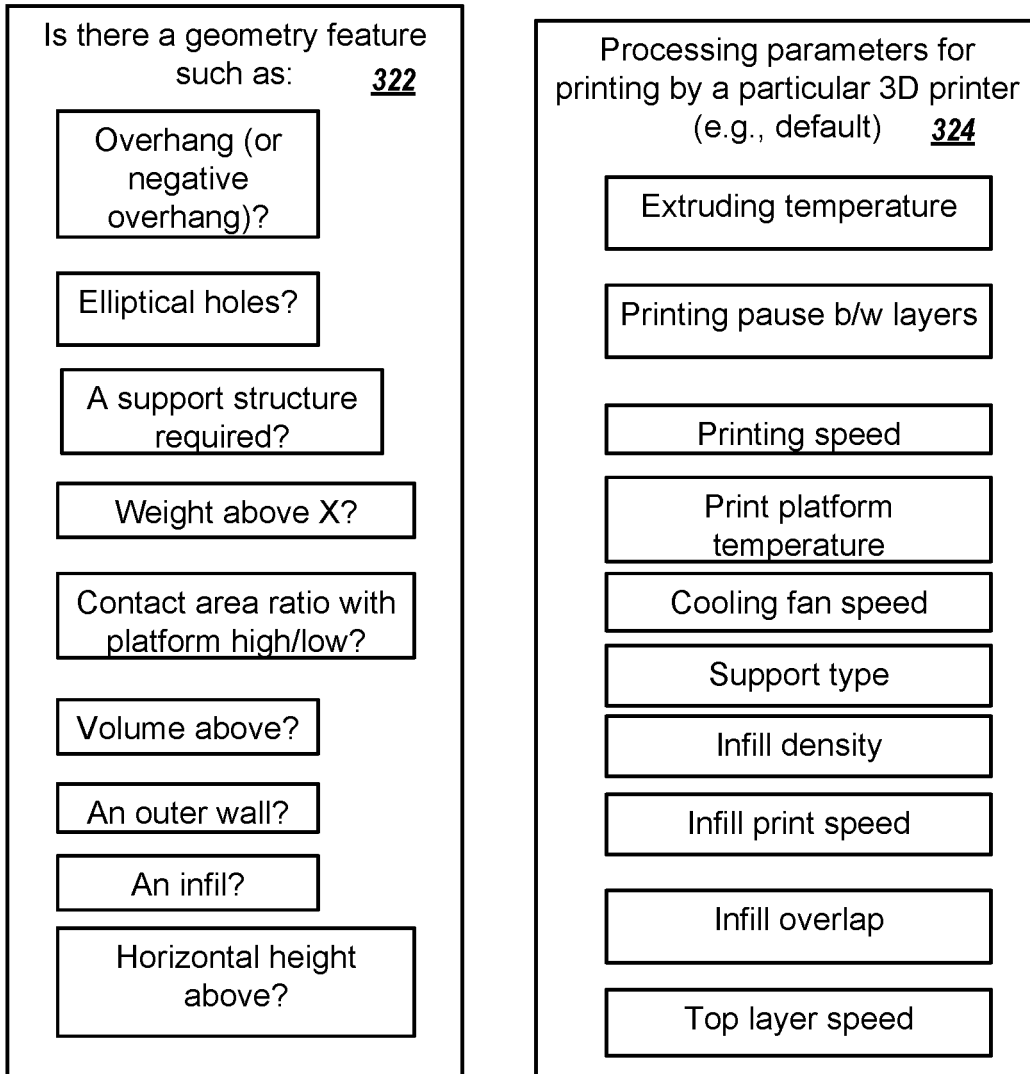 Is there a geometry feature
such as: 322
Overhang (or
negative
overhang)?
Elliptical holes?
A support structure
required?
Weight above X?
Contact area ratio with
platform high/low?
Volume above?
An outer wall?
An infil?
Horizontal height
above?
Processing parameters for
printing by a particular 3D printer
(e.g., default) 324
Extruding temperature
Printing pause b/w layers
Printing speed
Print platform
temperature
Cooling fan speed
Support type
Infill density
Infill print speed
Infill overlap
Top layer speed